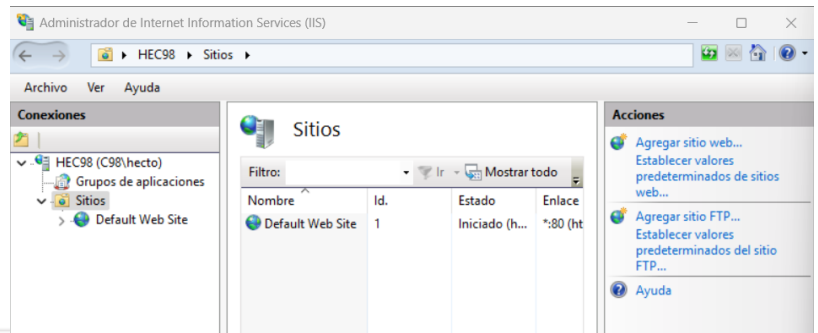 Administrador de Internet Information Services (IIS)
HEC98 Sitios
Archivo Ver Ayuda
Conexiones
HEC98 (C98\hecto)
Grupos de aplicaciones
Sitios
Default Web Site
Sitios
Filtro: Ir Mostrar todo
Nombre Id. Estado Enlace
Default Web Site 1 Iniciado (h... *:80 (ht
Acciones
Agregar sitio web...
Establecer valores
predeterminados de sitios
web...
Agregar sitio FTP...
Establecer valores
predeterminados del sitio
FTP...
Ayuda